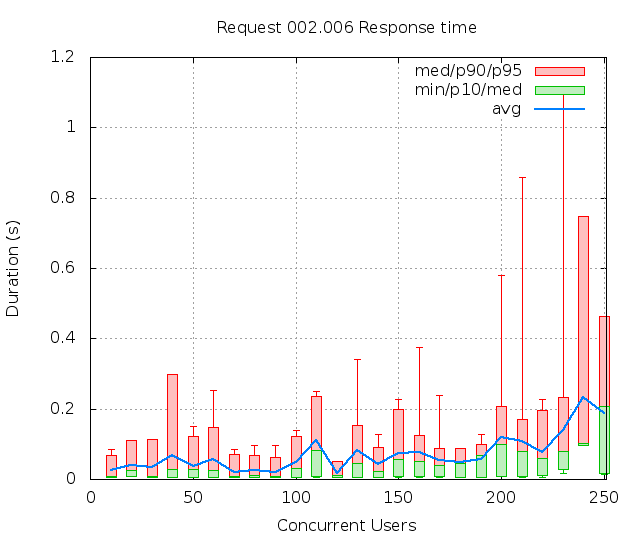 Request 002.006 Response time
med/p90/p95
min/p10/med
avg
Duration (s)
1.2
1
0.8
0.6
0.4
0.2
0
0 50 100 150 200 250
Concurrent Users